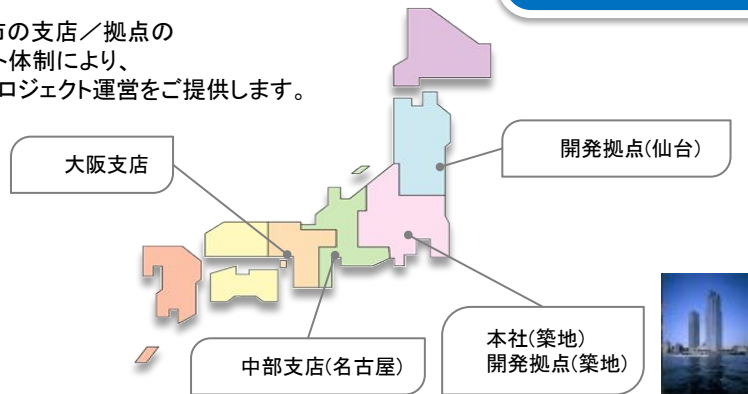 市の支店／拠点の
ト体制により、
ロジェクト運営をご提供します。
大阪支店
開発拠点(仙台)
本社(築地)
開発拠点(築地)
中部支店(名古屋)